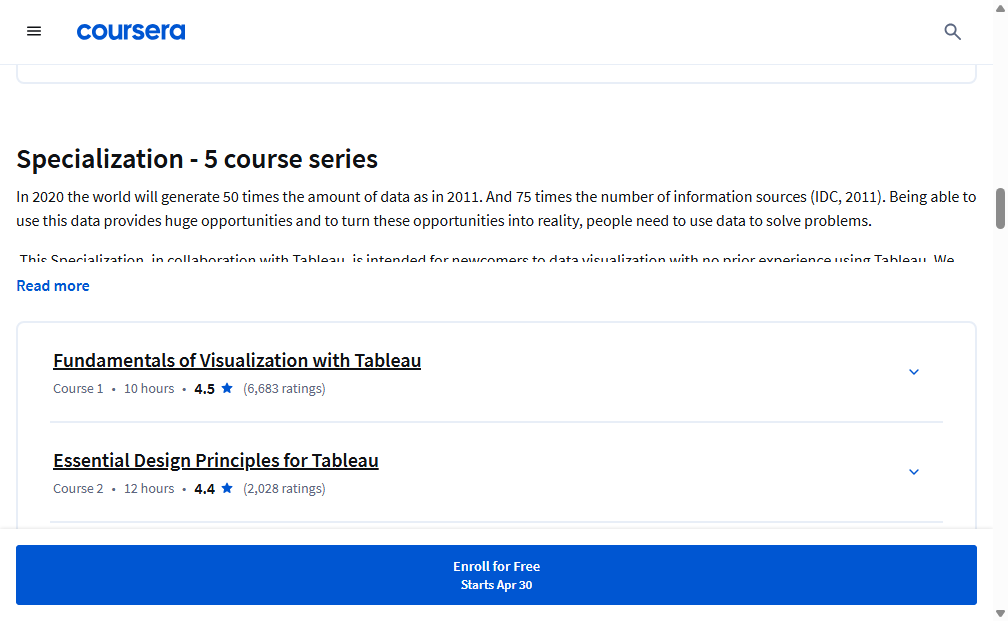 coursera
Specialization - 5 course series
In 2020 the world will generate 50 times the amount of data as in 2011. And 75 times the number of information sources (IDC, 2011). Being able to
use this data provides huge opportunities and to turn these opportunities into reality, people need to use data to solve problems.
This Specialization, in collaboration with Tableau, is intended for newcomers to data visualization with no prior experience using Tableau. We
Read more
Fundamentals of Visualization with Tableau
Course 1 • 10 hours • 4.5 ★ (6,683 ratings)
Essential Design Principles for Tableau
Course 2 • 12 hours • 4.4 ★ (2,028 ratings)
Enroll for Free
Starts Apr 30